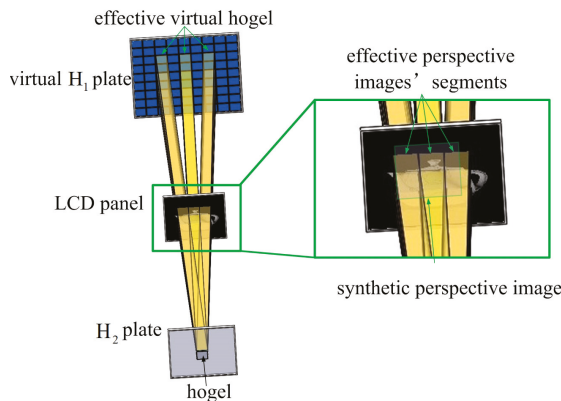 effective virtual hogel
virtual H₁ plate
effective perspective
images' segments
LCD panel
synthetic perspective image
H₂ plate
hogel